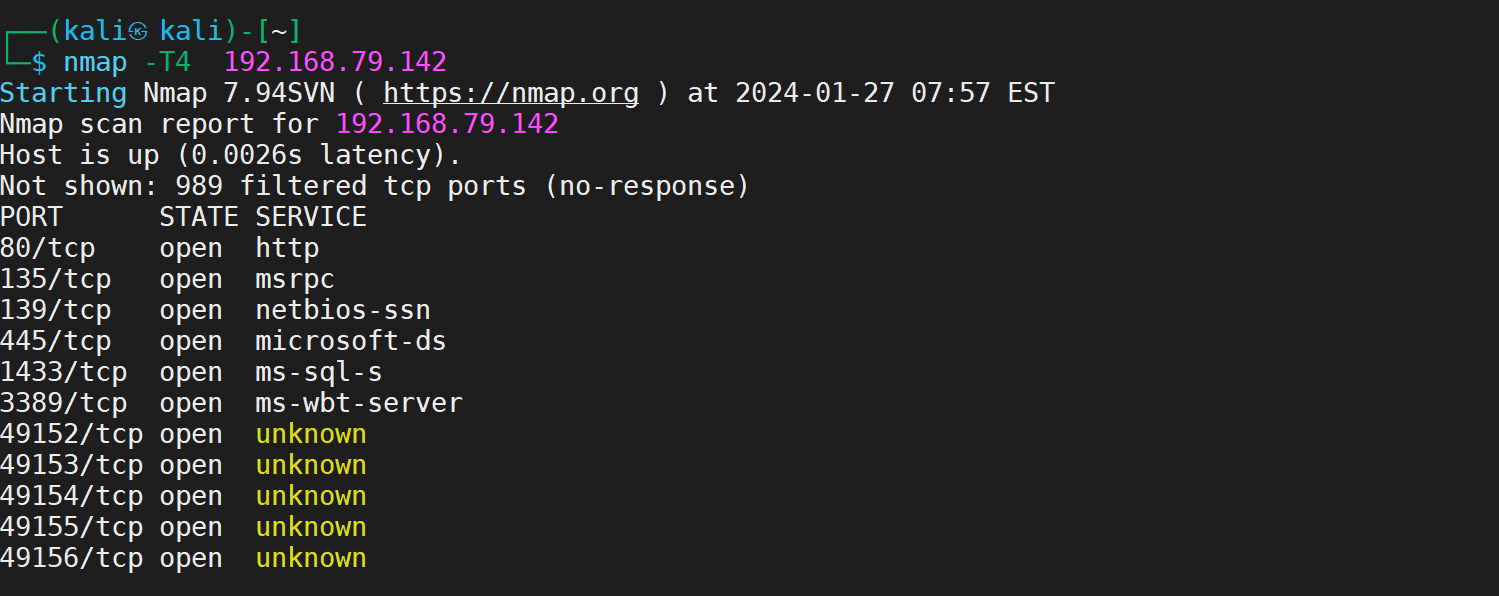 ┌──(kali㉿kali)-[~]
└─$ nmap -T4  192.168.79.142
Starting Nmap 7.94SVN ( https://nmap.org ) at 2024-01-27 07:57 EST
Nmap scan report for 192.168.79.142
Host is up (0.0026s latency).
Not shown: 989 filtered tcp ports (no-response)
PORT      STATE SERVICE
80/tcp    open  http
135/tcp   open  msrpc
139/tcp   open  netbios-ssn
445/tcp   open  microsoft-ds
1433/tcp  open  ms-sql-s
3389/tcp  open  ms-wbt-server
49152/tcp open  unknown
49153/tcp open  unknown
49154/tcp open  unknown
49155/tcp open  unknown
49156/tcp open  unknown